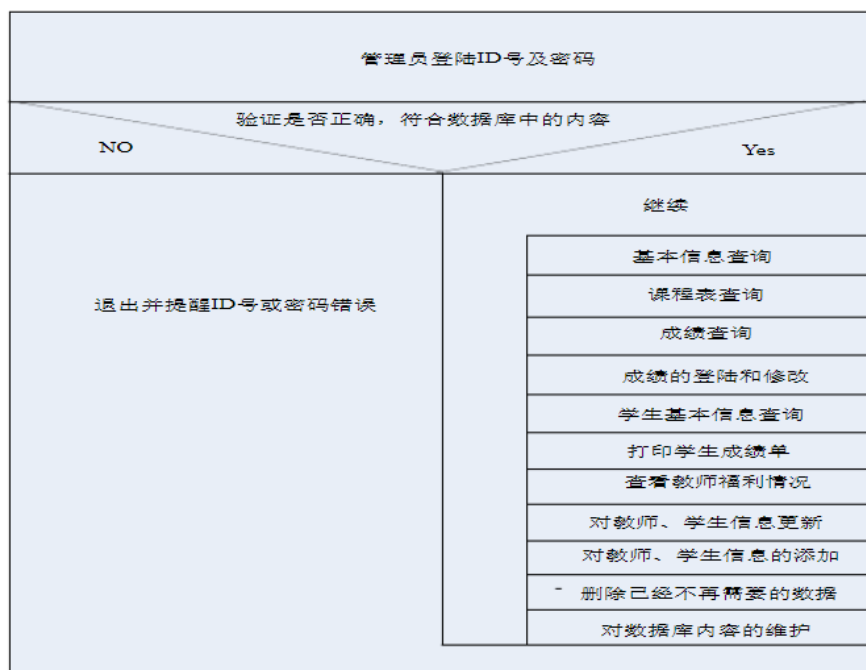 管理员登陆ID号及密码
验证是否正确，符合数据库中的内容
NO
Yes
退出并提醒ID号或密码错误
继续
基本信息查询
课程表查询
成绩查询
成绩的登陆和修改
学生基本信息查询
打印学生成绩单
查看教师福利情况
对教师、学生信息更新
对教师、学生信息的添加
删除已经不再需要的数据
对数据库内容的维护